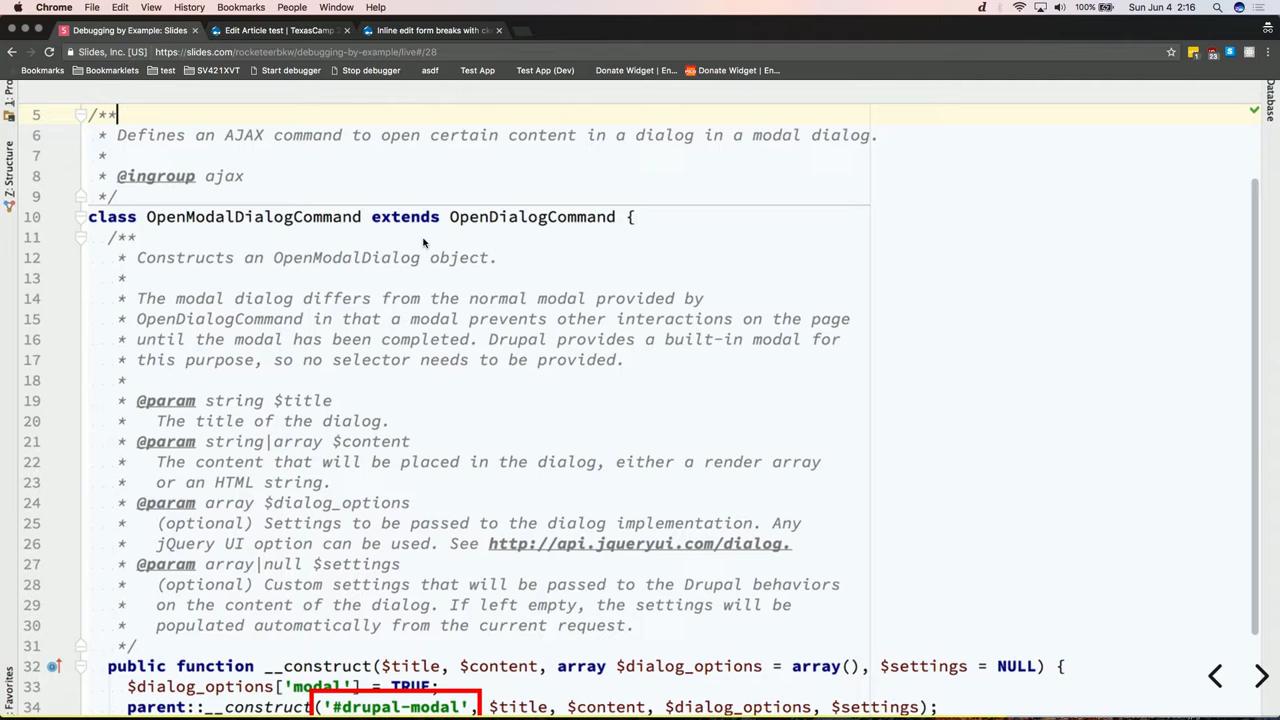 Chrome File Edit View History Bookmarks People Window Help 100% Sun Jun 4 2:16
Debugging by Example: Slides × Edit Article test | TexasCamp × Inline edit form breaks with ck ×
Slides, Inc. [US] https://slides.com/rocketeerbkw/debugging-by-example/live#/28
Bookmarks Bookmarklets test SV421XVT Start debugger Stop debugger asdf Test App Test App (Dev) Donate Widget | En... Donate Widget | En...
5 /**
6 * Defines an AJAX command to open certain content in a dialog in a modal dialog.
7 *
8 * @ingroup ajax
9 */
10 class OpenModalDialogCommand extends OpenDialogCommand {
11 /**
12 * Constructs an OpenModalDialog object.
13 *
14 * The modal dialog differs from the normal modal provided by
15 * OpenDialogCommand in that a modal prevents other interactions on the page
16 * until the modal has been completed. Drupal provides a built-in modal for
17 * this purpose, so no selector needs to be provided.
18 *
19 * @param string $title
20 * The title of the dialog.
21 * @param string|array $content
22 * The content that will be placed in the dialog, either a render array
23 * or an HTML string.
24 * @param array $dialog_options
25 * (optional) Settings to be passed to the dialog implementation. Any
26 * jQuery UI option can be used. See http://api.jqueryui.com/dialog.
27 * @param array|null $settings
28 * (optional) Custom settings that will be passed to the Drupal behaviors
29 * on the content of the dialog. If left empty, the settings will be
30 * populated automatically from the current request.
31 */
32 public function __construct($title, $content, array $dialog_options = array(), $settings = NULL) {
33 $dialog_options['modal'] = TRUE;
34 parent::__construct('#drupal-modal', $title, $content, $dialog_options, $settings);
1: Pro
Z: Structure
Favorites
Database